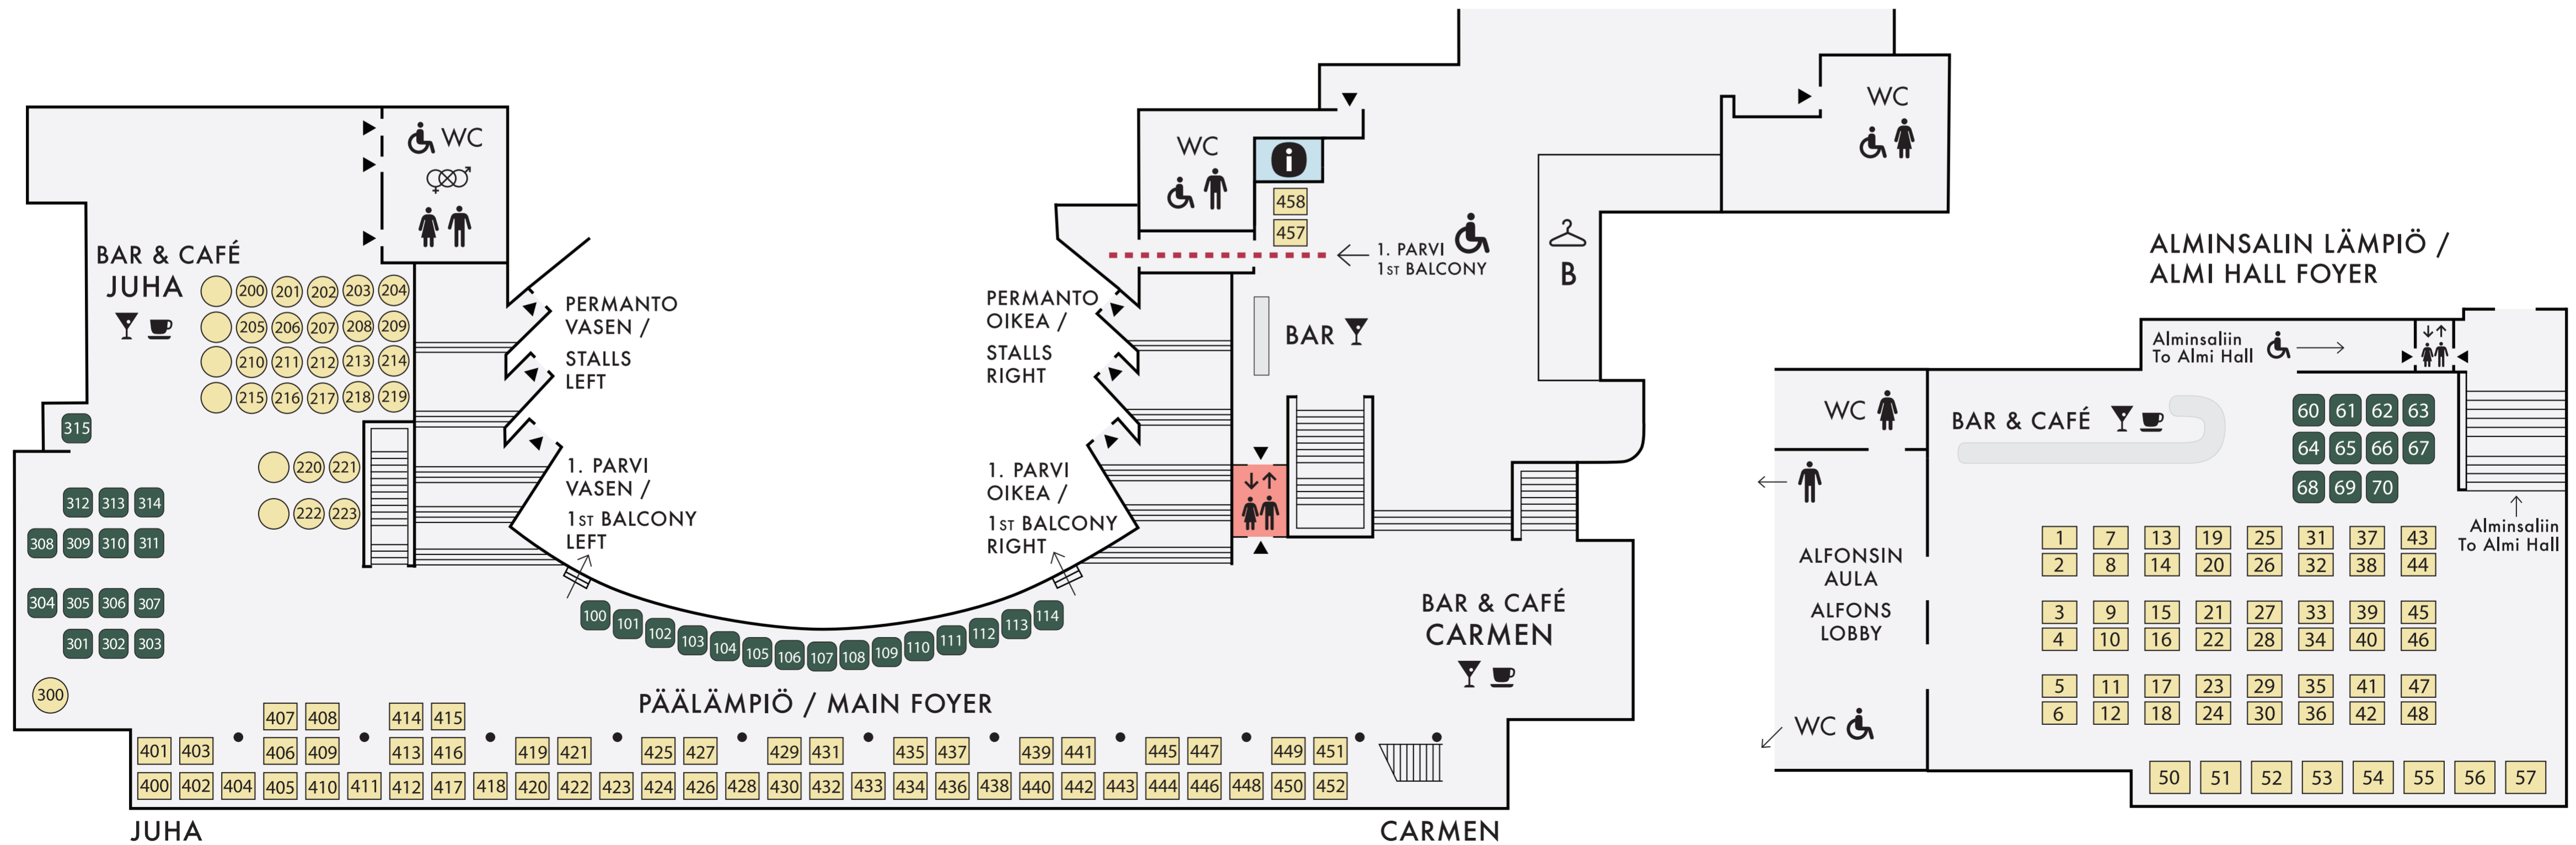 WC
BAR & CAFÉ
JUHA
200 201 202 203 204
205 206 207 208 209
210 211 212 213 214
215 216 217 218 219
315
220 221
222 223
312 313 314
308 309 310 311
304 305 306 307
301 302 303
300
PERMANTO
VASEN /
STALLS
LEFT
1. PARVI
VASEN /
1ST BALCONY
LEFT
PERMANTO
OIKEA /
STALLS
RIGHT
1. PARVI
OIKEA /
1ST BALCONY
RIGHT
WC
i
458
457
1. PARVI
1ST BALCONY
B
WC
BAR
100 101 102 103 104 105 106 107 108 109 110 111 112 113 114
BAR & CAFÉ
CARMEN
PÄÄLÄMPIÖ / MAIN FOYER
407 408 414 415
401 403 406 409 413 416 419 421 425 427 429 431 435 437 439 441 445 447 449 451
400 402 404 405 410 411 412 417 418 420 422 423 424 426 428 430 432 433 434 436 438 440 442 443 444 446 448 450 452
JUHA
CARMEN
ALMINSALIN LÄMPIÖ /
ALMI HALL FOYER
Alminsaliin
To Almi Hall
WC
BAR & CAFÉ
60 61 62 63
64 65 66 67
68 69 70
Alminsaliin
To Almi Hall
ALFONSIN
AULA
ALFONS
LOBBY
WC
1 7 13 19 25 31 37 43
2 8 14 20 26 32 38 44
3 9 15 21 27 33 39 45
4 10 16 22 28 34 40 46
5 11 17 23 29 35 41 47
6 12 18 24 30 36 42 48
50 51 52 53 54 55 56 57